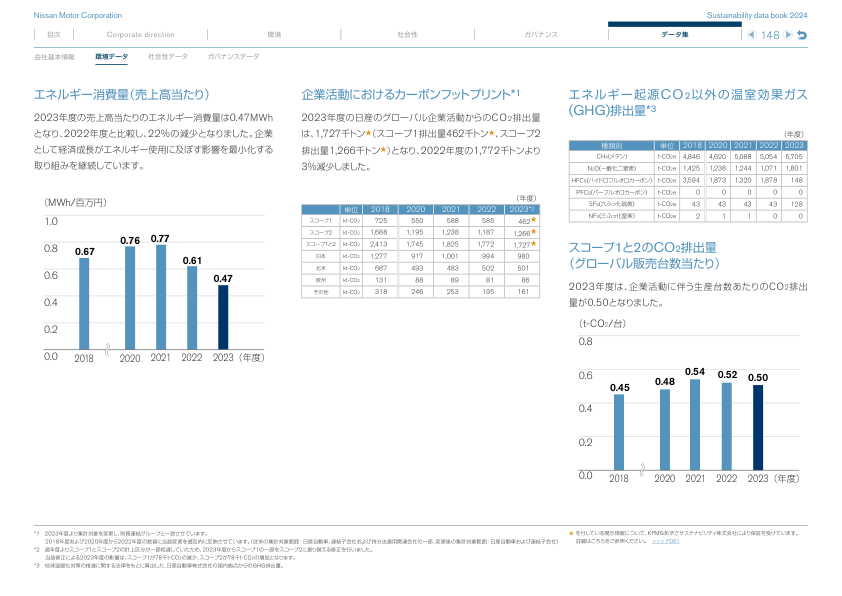 Nissan Motor Corporation
Sustainability data book 2024
目次
Corporate direction
環境
社会性
ガバナンス
データ集
148
会社基本情報
環境データ
社会性データ
ガバナンスデータ
エネルギー消費量(売上高当たり)
2023年度の売上高当たりのエネルギー消費量は0.47MWh
となり、2022年度と比較し、22%の減少となりました。企業
として経済成長がエネルギー使用に及ぼす影響を最小化する
取り組みを継続しています。
(MWh/百万円)
1.0
0.8
0.6
0.4
0.2
0.0
0.67
0.76
0.77
0.61
0.47
2018 2020 2021 2022 2023 (年度)
企業活動におけるカーボンフットプリント*1
2023年度の日産のグローバル企業活動からのCO2排出量
は、1,727千トン★(スコープ1排出量462千トン★、スコープ2
排出量1,266千トン★)となり、2022年度の1,772千トンより
3%減少しました。
(年度)
単位 2018 2020 2021 2022 2023*2
スコープ1 kt-CO2 725 550 588 585 462★
スコープ2 kt-CO2 1,688 1,195 1,238 1,187 1,266★
スコープ1と2 kt-CO2 2,413 1,745 1,825 1,772 1,727★
日本 kt-CO2 1,277 917 1,001 994 980
北米 kt-CO2 687 493 483 502 501
欧州 kt-CO2 131 88 89 81 86
その他 kt-CO2 318 246 253 195 161
エネルギー起源CO2以外の温室効果ガス
(GHG)排出量*3
(年度)
種類別 単位 2018 2020 2021 2022 2023
CH4(メタン) t-CO2e 4,846 4,620 5,088 5,054 5,705
N2O(一酸化二窒素) t-CO2e 1,425 1,238 1,244 1,071 1,801
HFCs(ハイドロフルオロカーボン) t-CO2e 3,594 1,873 1,320 1,878 148
PFCs(パーフルオロカーボン) t-CO2e 0 0 0 0 0
SF6(六ふっ化硫黄) t-CO2e 43 43 43 43 128
NF3(三ふっ化窒素) t-CO2e 2 1 1 0 0
スコープ1と2のCO2排出量
(グローバル販売台数当たり)
2023年度は、企業活動に伴う生産台数あたりのCO2排出
量が0.50となりました。
(t-CO2/台)
0.8
0.6
0.4
0.2
0.0
0.45
0.48
0.54
0.52
0.50
2018 2020 2021 2022 2023 (年度)
*1 2023年度より集計対象を変更し、財務連結グループと一致させています。
2018年度および2020年度から2022年度の数値に当該変更を遡及的に反映させています。(従来の集計対象範囲:日産自動車、連結子会社および持分法適用関連会社の一部、変更後の集計対象範囲:日産自動車および連結子会社)
*2 過年度よりスコープ1とスコープ2の計上区分が一部相違していたため、2023年度からスコープ1の一部をスコープ2に振り替える修正を行いました。
当該修正による2023年度の影響は、スコープ1が78千t-CO2の減少、スコープ2が78千t-CO2の増加となります。
*3 地球温暖化対策の推進に関する法律をもとに算出した、日産自動車株式会社の国内拠点からのGHG排出量。
★を付している開示情報について、KPMGあずさサステナビリティ株式会社により保証を受けています。
詳細はこちらをご参照ください。 >>> P081